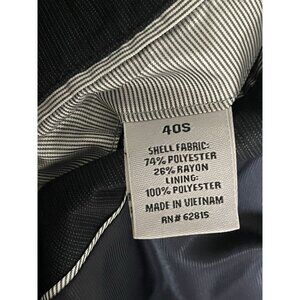 40S
SHELL FABRIC:
74% POLYESTER
26% RAYON
LINING:
100% POLYESTER
MADE IN VIETNAM
RN# 62815